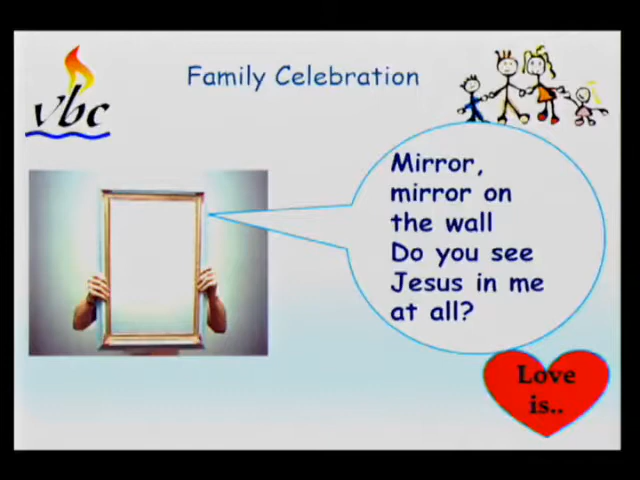 Family Celebration
vbc
Mirror,
mirror on
the wall
Do you see
Jesus in me
at all?
Love
is..